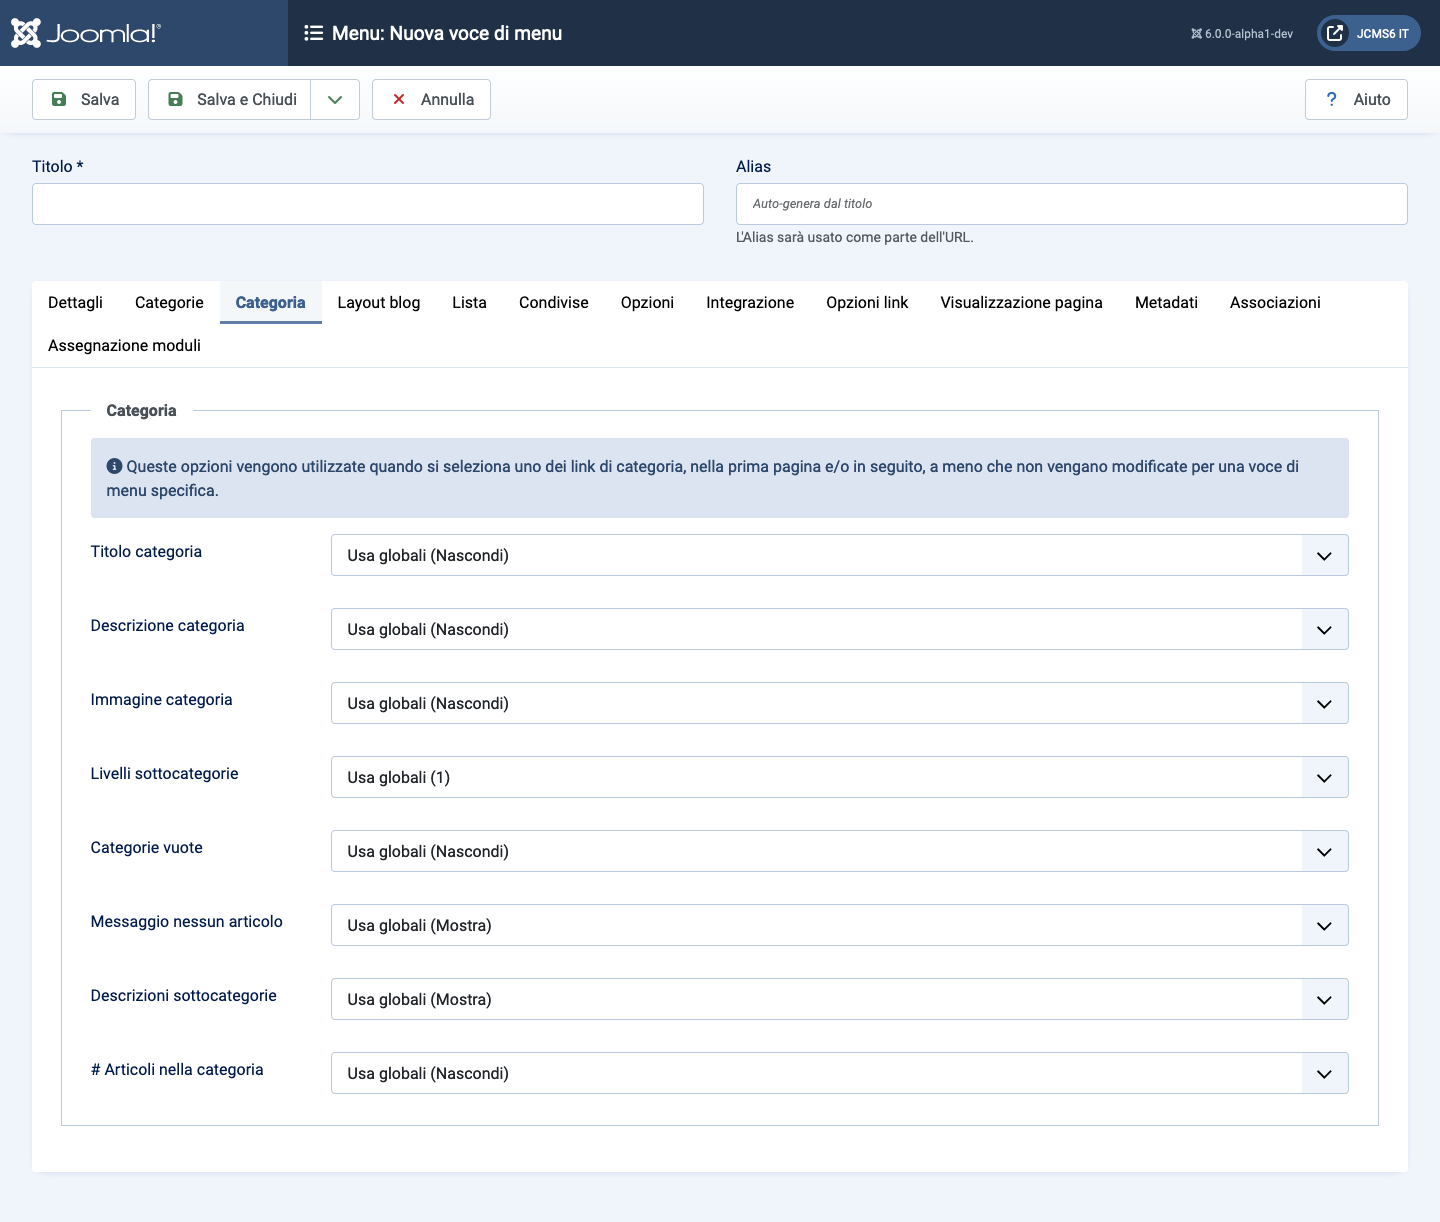 Joomla!®
Menu: Nuova voce di menu
6.0.0-alpha1-dev
JCMS6 IT
Salva
Salva e Chiudi
Annulla
? Aiuto
Titolo *
Alias
Auto-genera dal titolo
L'Alias sarà usato come parte dell'URL.
Dettagli
Categorie
Categoria
Layout blog
Lista
Condivise
Opzioni
Integrazione
Opzioni link
Visualizzazione pagina
Metadati
Associazioni
Assegnazione moduli
Categoria
Queste opzioni vengono utilizzate quando si seleziona uno dei link di categoria, nella prima pagina e/o in seguito, a meno che non vengano modificate per una voce di
menu specifica.
Titolo categoria
Usa globali (Nascondi)
Descrizione categoria
Usa globali (Nascondi)
Immagine categoria
Usa globali (Nascondi)
Livelli sottocategorie
Usa globali (1)
Categorie vuote
Usa globali (Nascondi)
Messaggio nessun articolo
Usa globali (Mostra)
Descrizioni sottocategorie
Usa globali (Mostra)
# Articoli nella categoria
Usa globali (Nascondi)